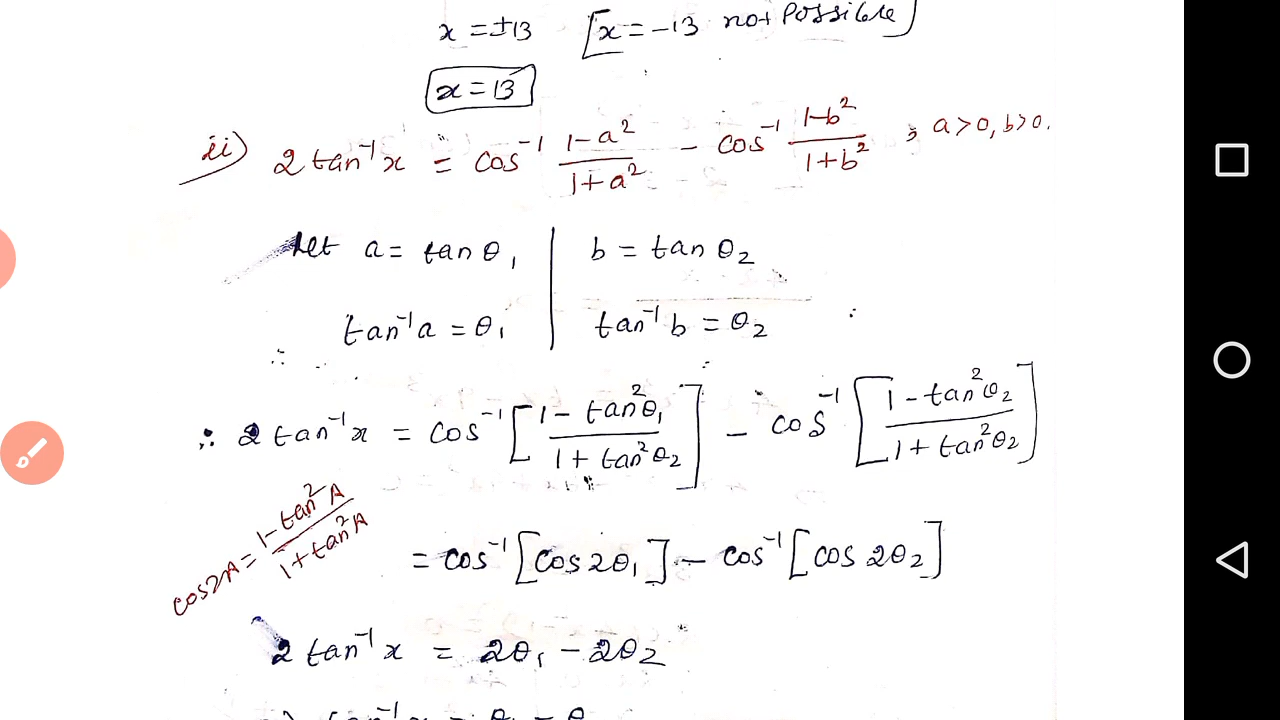 x = ±13 [x = -13 not possible]
x = 13
ii) 2 tan⁻¹x = cos⁻¹ (1-a²)/(1+a²) - cos⁻¹ (1-b²)/(1+b²) ; a>0, b>0.
Let a = tan θ₁ | b = tan θ₂
tan⁻¹a = θ₁ | tan⁻¹b = θ₂
∴ 2 tan⁻¹x = cos⁻¹ [(1 - tan²θ₁)/(1 + tan²θ₂)] - cos⁻¹ [(1 - tan²θ₂)/(1 + tan²θ₂)]
cos2A = (1-tan²A)/(1+tan²A)
= cos⁻¹ [cos 2θ₁] - cos⁻¹ [cos 2θ₂]
2 tan⁻¹x = 2θ₁ - 2θ₂